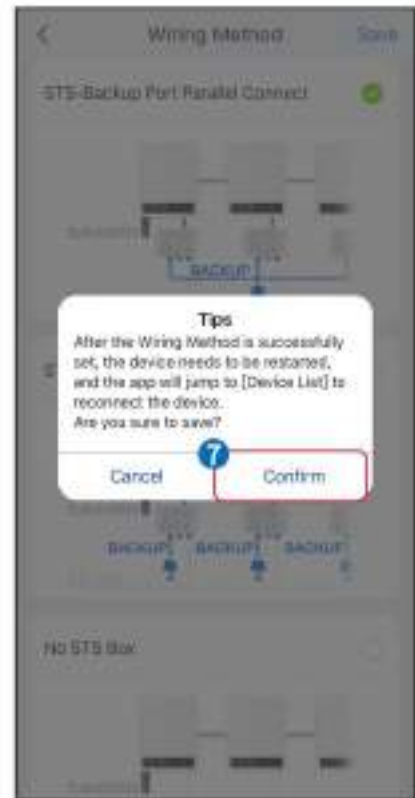 Wiring Method Save
STS-Backup Port Parallel Connect
BACKUP
Tips
After the Wiring Method is successfully
set, the device needs to be restarted,
and the app will jump to [Device List] to
reconnect the device.
Are you sure to save?
7
Cancel Confirm
BACKUP BACKUP BACKUP
No STS Box